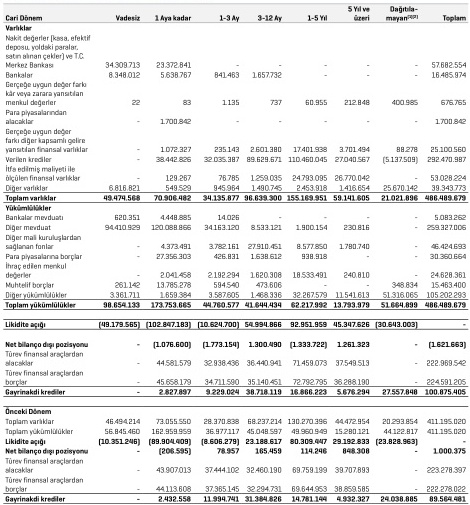 Cari Dönem Vadesiz 1 Aya kadar 1-3 Ay 3-12 Ay 1-5 Yıl 5 Yıl ve üzeri Dağıtıla-mayan(1)(2) Toplam
Varlıklar
Nakit değerler (kasa, efektif
deposu, yoldaki paralar,
satın alınan çekler) ve T.C.
Merkez Bankası 34.309.713 23.372.841 - - - - - 57.682.554
Bankalar 8.348.012 5.638.767 841.463 1.657.732 - - - 16.485.974
Gerçeğe uygun değer farkı
kâr veya zarara yansıtılan
menkul değerler 22 83 1.135 737 60.955 212.848 400.985 676.765
Para piyasalarından
alacaklar - 1.700.842 - - - - - 1.700.842
Gerçeğe uygun değer
farkı diğer kapsamlı gelire
yansıtılan finansal varlıklar - 1.072.327 235.143 2.601.380 17.401.938 3.701.494 88.278 25.100.560
Verilen krediler - 38.442.826 32.035.387 89.629.671 110.460.045 27.040.567 (5.137.509) 292.470.987
İtfa edilmiş maliyeti ile
ölçülen finansal varlıklar - 129.267 76.785 1.259.035 24.793.095 26.770.042 - 53.028.224
Diğer varlıklar 6.816.821 549.529 945.964 1.490.745 2.453.918 1.416.654 25.670.142 39.343.773
Toplam varlıklar 49.474.568 70.906.482 34.135.877 96.639.300 155.169.951 59.141.605 21.021.896 486.489.679
Yükümlülükler
Bankalar mevduatı 620.351 4.448.885 14.026 - - - - 5.083.262
Diğer mevduat 94.410.929 120.088.866 34.163.120 8.533.121 1.900.154 230.816 - 259.327.006
Diğer mali kuruluşlardan
sağlanan fonlar - 4.373.491 3.782.161 27.910.451 8.577.850 1.780.740 - 46.424.693
Para piyasalarına borçlar - 27.356.303 426.831 1.638.612 938.918 - - 30.360.664
İhraç edilen menkul
değerler - 2.041.458 2.192.294 1.620.308 18.533.491 240.810 - 24.628.361
Muhtelif borçlar 261.142 13.785.278 594.540 473.606 - - 348.834 15.463.400
Diğer yükümlülükler 3.361.711 1.659.384 3.587.605 1.468.336 32.267.579 11.541.613 51.316.065 105.202.293
Toplam yükümlülükler 98.654.133 173.753.665 44.760.577 41.644.434 62.217.992 13.793.979 51.664.899 486.489.679
Likidite açığı (49.179.565) (102.847.183) (10.624.700) 54.994.866 92.951.959 45.347.626 (30.643.003) -
Net bilanço dışı pozisyonu - (1.076.600) (1.773.154) 1.300.490 (1.333.722) 1.261.323 - (1.621.663)
Türev finansal araçlardan
alacaklar - 44.581.579 32.938.436 36.440.941 71.459.073 37.549.513 - 222.969.542
Türev finansal araçlardan
borçlar - 45.658.179 34.711.590 35.140.451 72.792.795 36.288.190 - 224.591.205
Gayrinakdi krediler - 2.827.897 9.229.024 38.718.119 16.866.223 5.676.294 27.557.848 100.875.405
Önceki Dönem
Toplam varlıklar 46.494.214 73.055.550 28.370.838 68.237.214 130.270.396 44.472.954 20.293.854 411.195.020
Toplam yükümlülükler 56.845.460 162.959.959 36.977.117 45.048.597 49.960.949 15.280.121 44.122.817 411.195.020
Likidite açığı (10.351.246) (89.904.409) (8.606.279) 23.188.617 80.309.447 29.192.833 (23.828.963) -
Net bilanço dışı pozisyonu - (206.595) 78.957 165.459 114.246 848.308 - 1.000.375
Türev finansal araçlardan
alacaklar - 43.907.013 37.444.102 32.460.190 69.759.199 39.707.893 - 223.278.397
Türev finansal araçlardan
borçlar - 44.113.608 37.365.145 32.294.731 69.644.953 38.859.585 - 222.278.022
Gayrinakdi krediler - 2.432.558 11.994.741 31.384.826 14.781.144 4.932.327 24.038.885 89.564.481